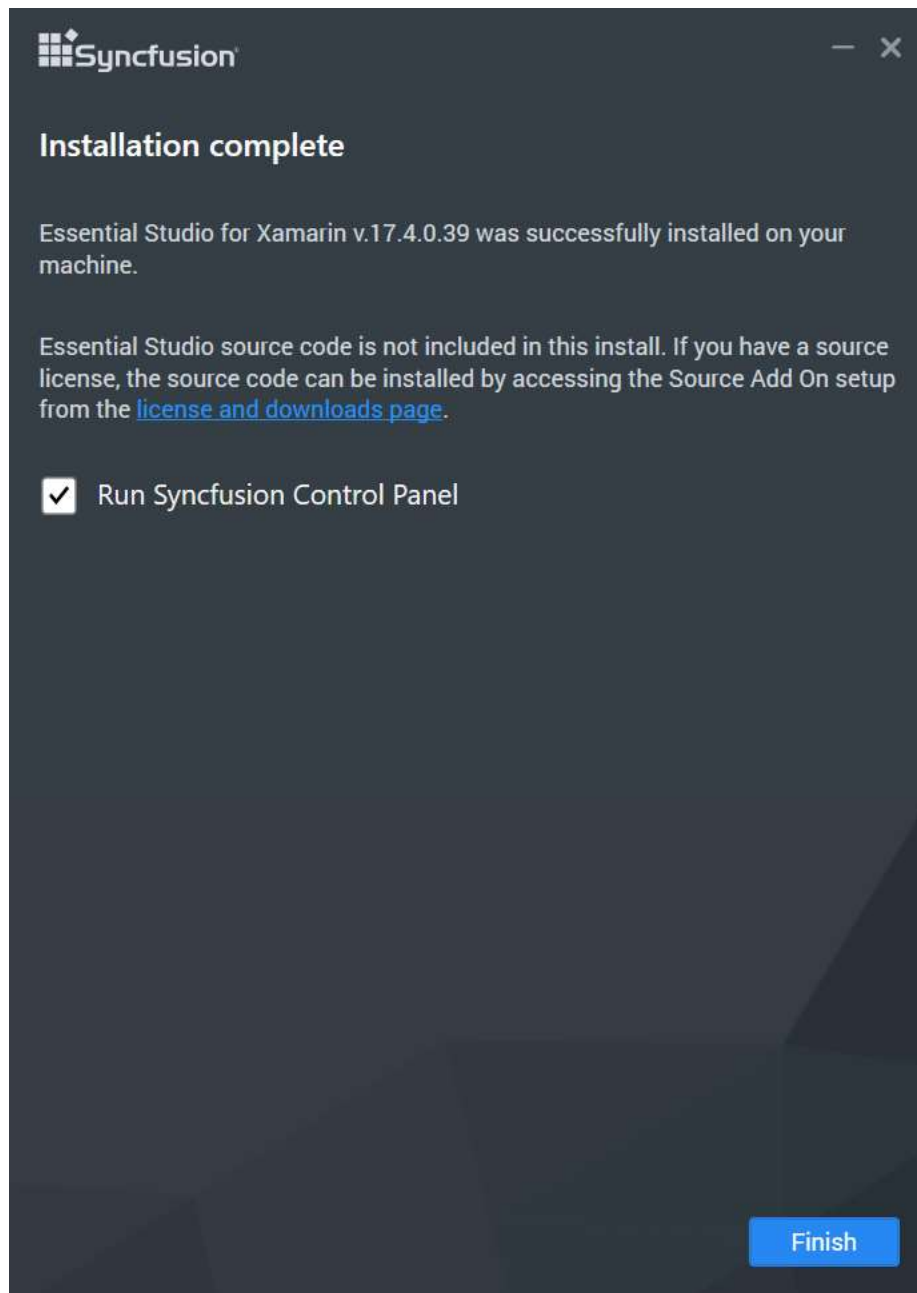 Syncfusion
Installation complete
Essential Studio for Xamarin v.17.4.0.39 was successfully installed on your
machine.
Essential Studio source code is not included in this install. If you have a source
license, the source code can be installed by accessing the Source Add On setup
from the license and downloads page.
Run Syncfusion Control Panel
Finish